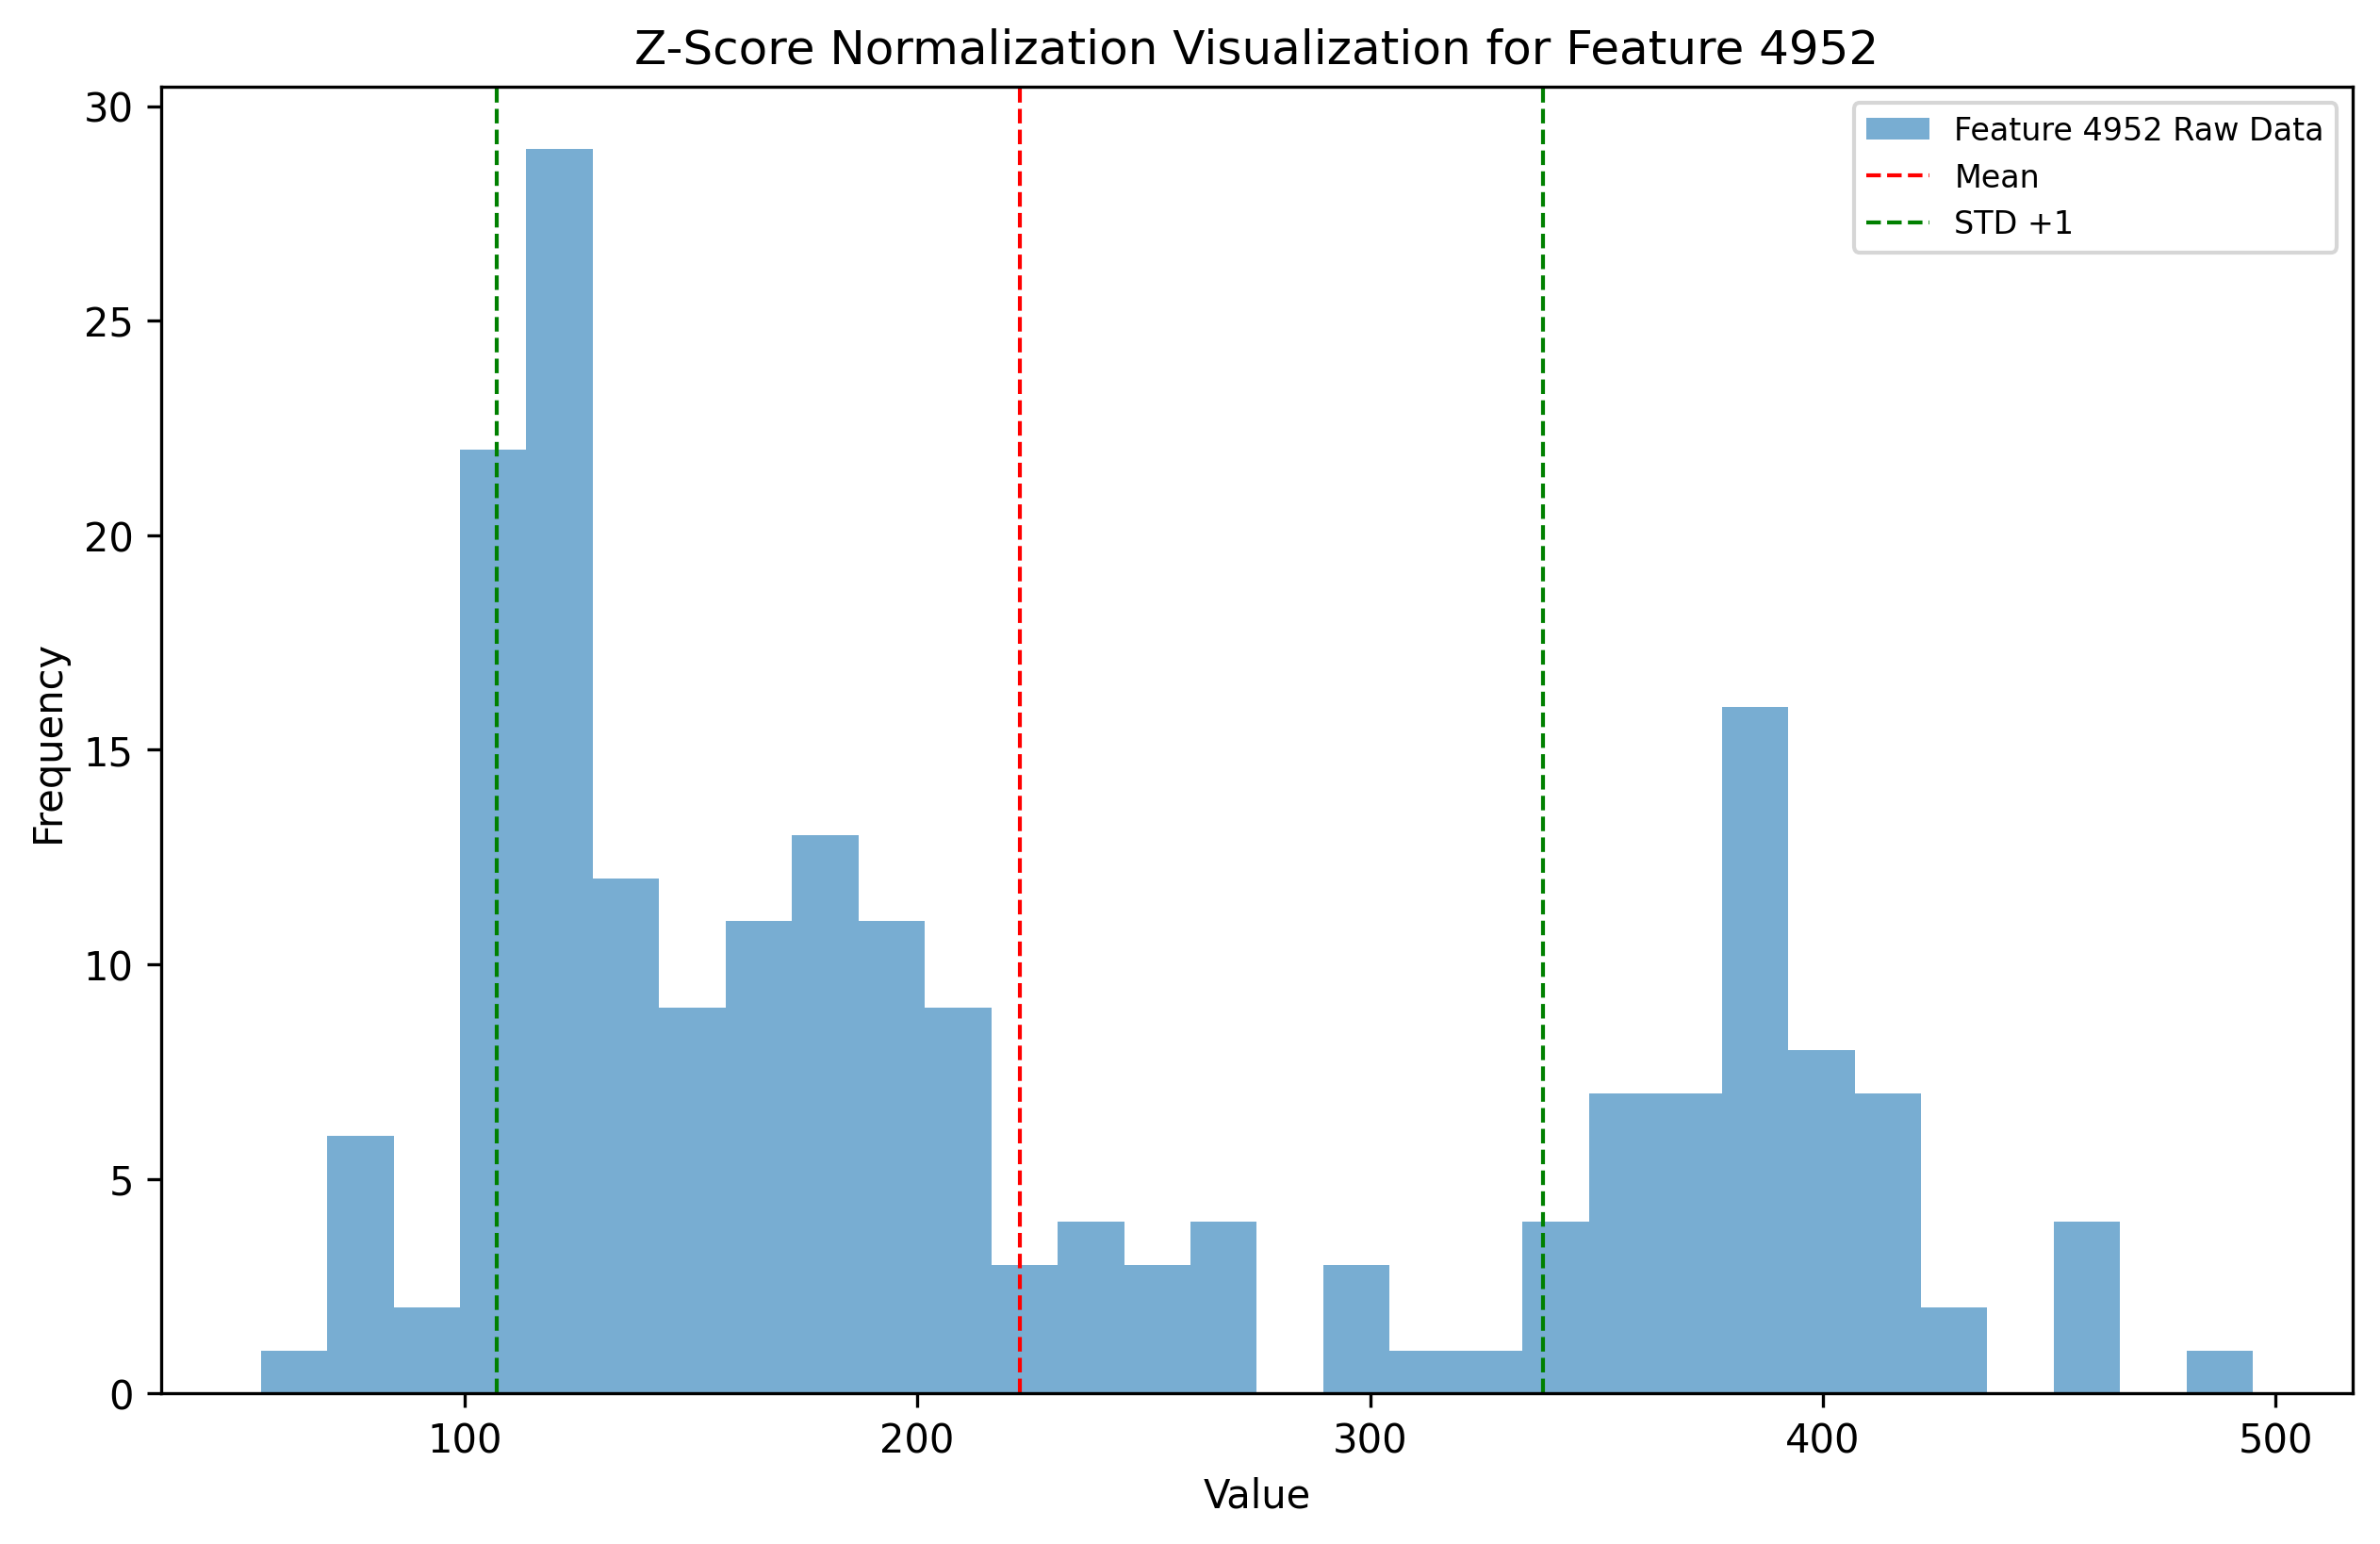 Z-Score Normalization Visualization for Feature 4952
Feature 4952 Raw Data
Mean
STD +1
Frequency
30
25
20
15
10
5
0
100 200 300 400 500
Value